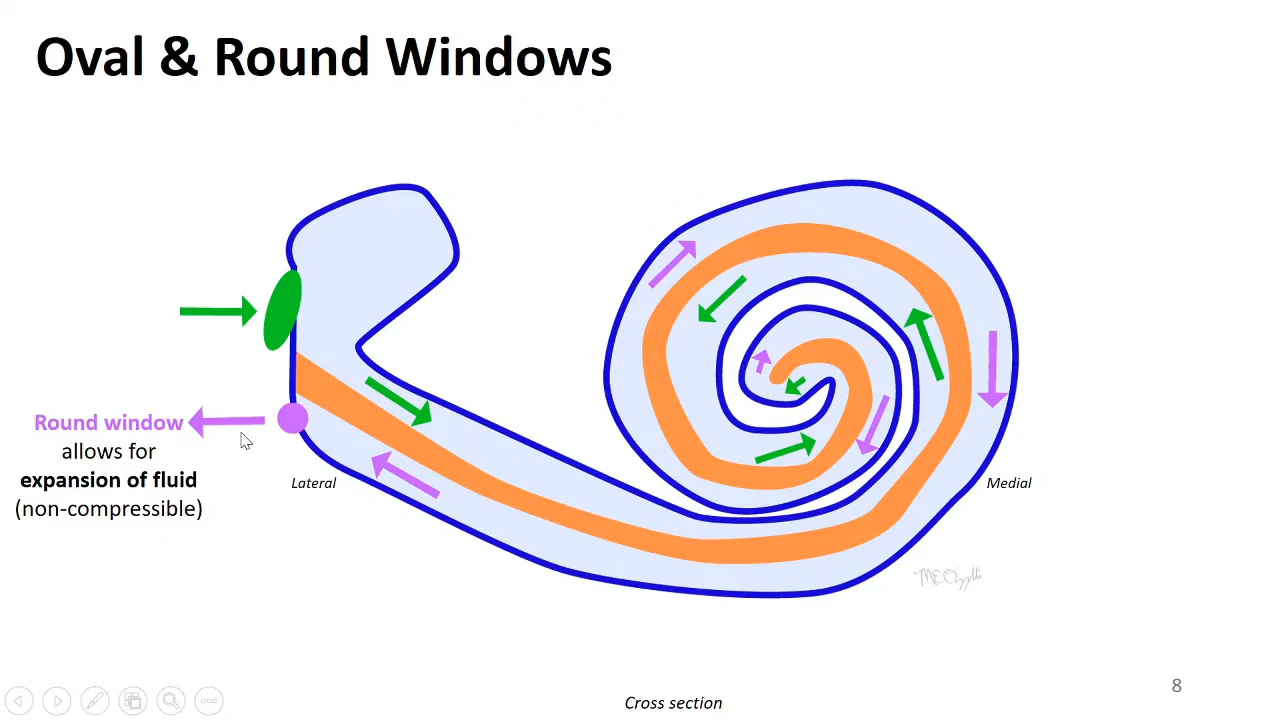 Oval & Round Windows
Round window
allows for
expansion of fluid
(non-compressible)
Lateral
Medial
8
Cross section